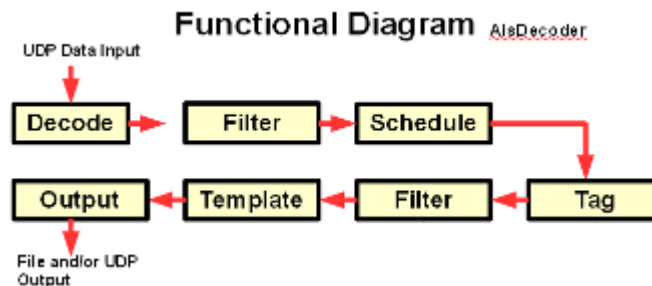 Functional Diagram AisDecoder
UDP Data Input
Decode
Filter
Schedule
Output
Template
Filter
Tag
File and/or UDP
Output